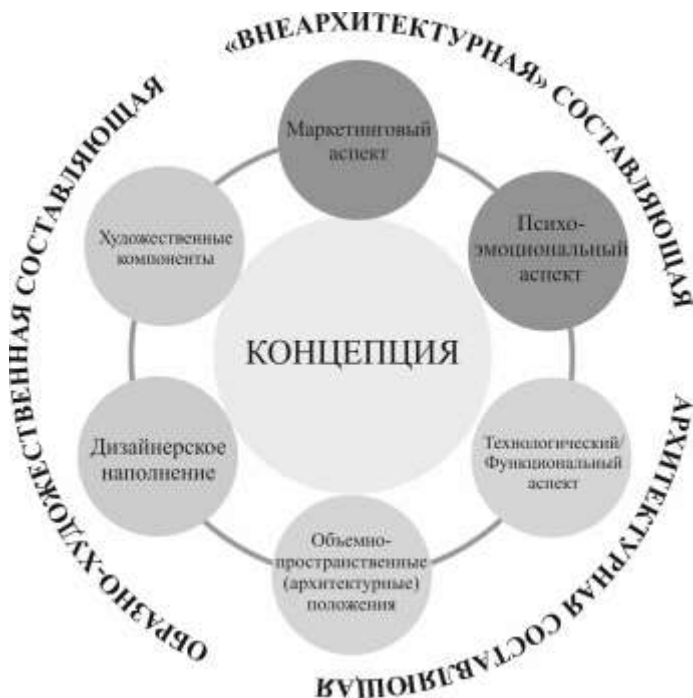 «ВНЕАРХИТЕКТУРНАЯ» СОСТАВЛЯЮЩАЯ
Маркетинговый
аспект
Психо-
эмоциональный
аспект
АРХИТЕКТУРНАЯ СОСТАВЛЯЮЩАЯ
Технологический/
Функциональный
аспект
Объемно-
пространственные
(архитектурные)
положения
ОБРАЗНО-ХУДОЖЕСТВЕННАЯ СОСТАВЛЯЮЩАЯ
Дизайнерское
наполнение
Художественные
компоненты
КОНЦЕПЦИЯ